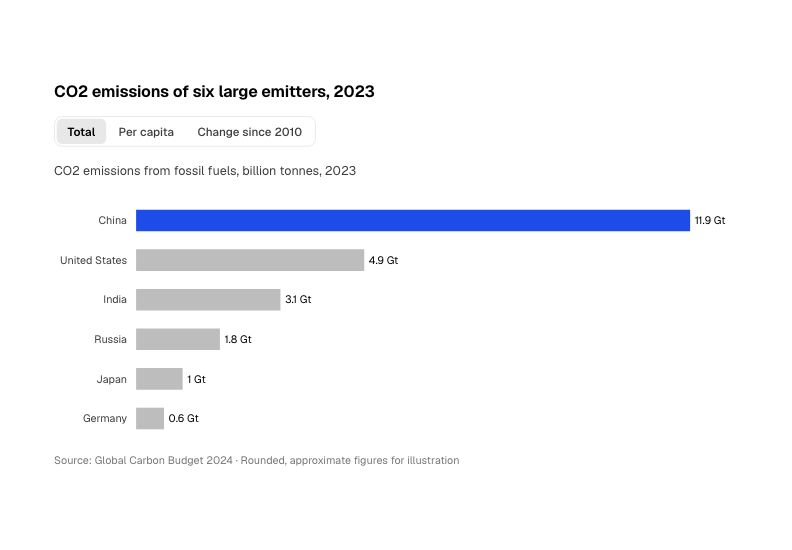 CO2 emissions of six large emitters, 2023
Total Per capita Change since 2010
CO2 emissions from fossil fuels, billion tonnes, 2023
China 11.9 Gt
United States 4.9 Gt
India 3.1 Gt
Russia 1.8 Gt
Japan 1 Gt
Germany 0.6 Gt
Source: Global Carbon Budget 2024 · Rounded, approximate figures for illustration